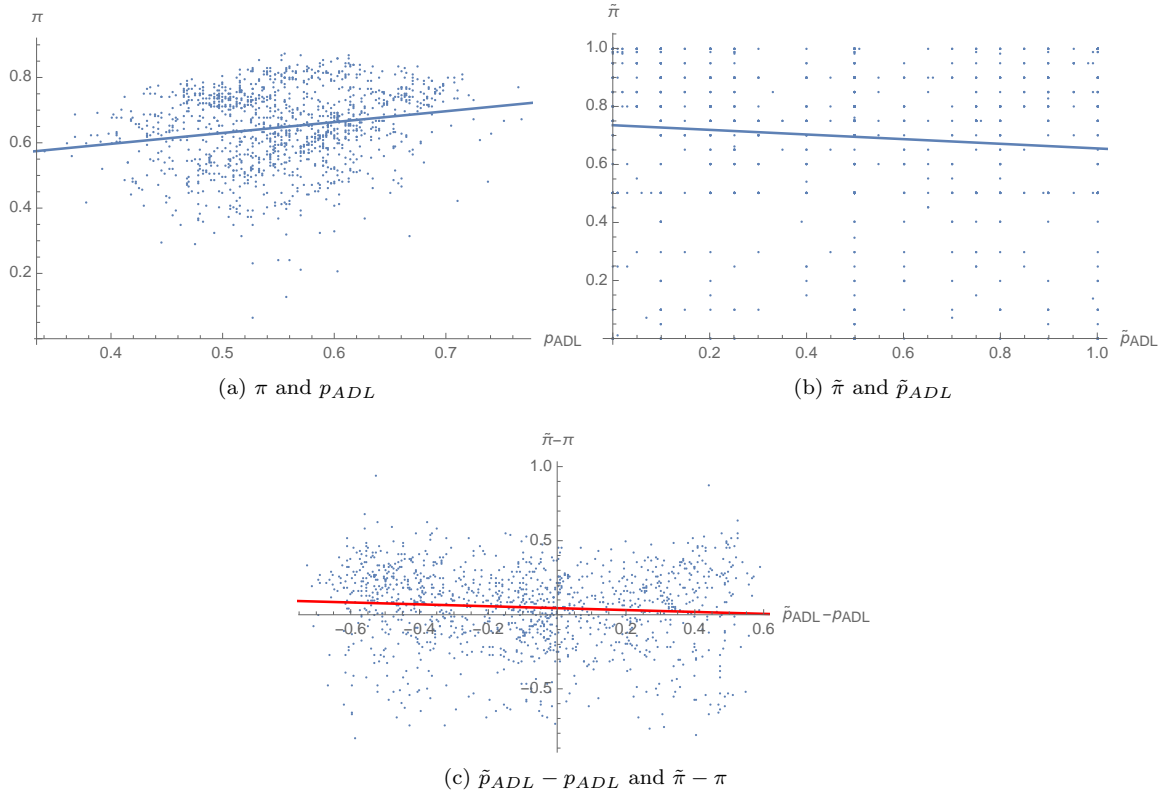 π
0.8
0.6
0.4
0.2
0.4 0.5 0.6 0.7 p_ADL
(a) π and p_ADL
π̃
1.0
0.8
0.6
0.4
0.2
0.2 0.4 0.6 0.8 1.0 p̃_ADL
(b) π̃ and p̃_ADL
π̃−π
1.0
0.5
−0.6 −0.4 −0.2 0.2 0.4 0.6 p̃_ADL−p_ADL
−0.5
(c) p̃_ADL − p_ADL and π̃ − π